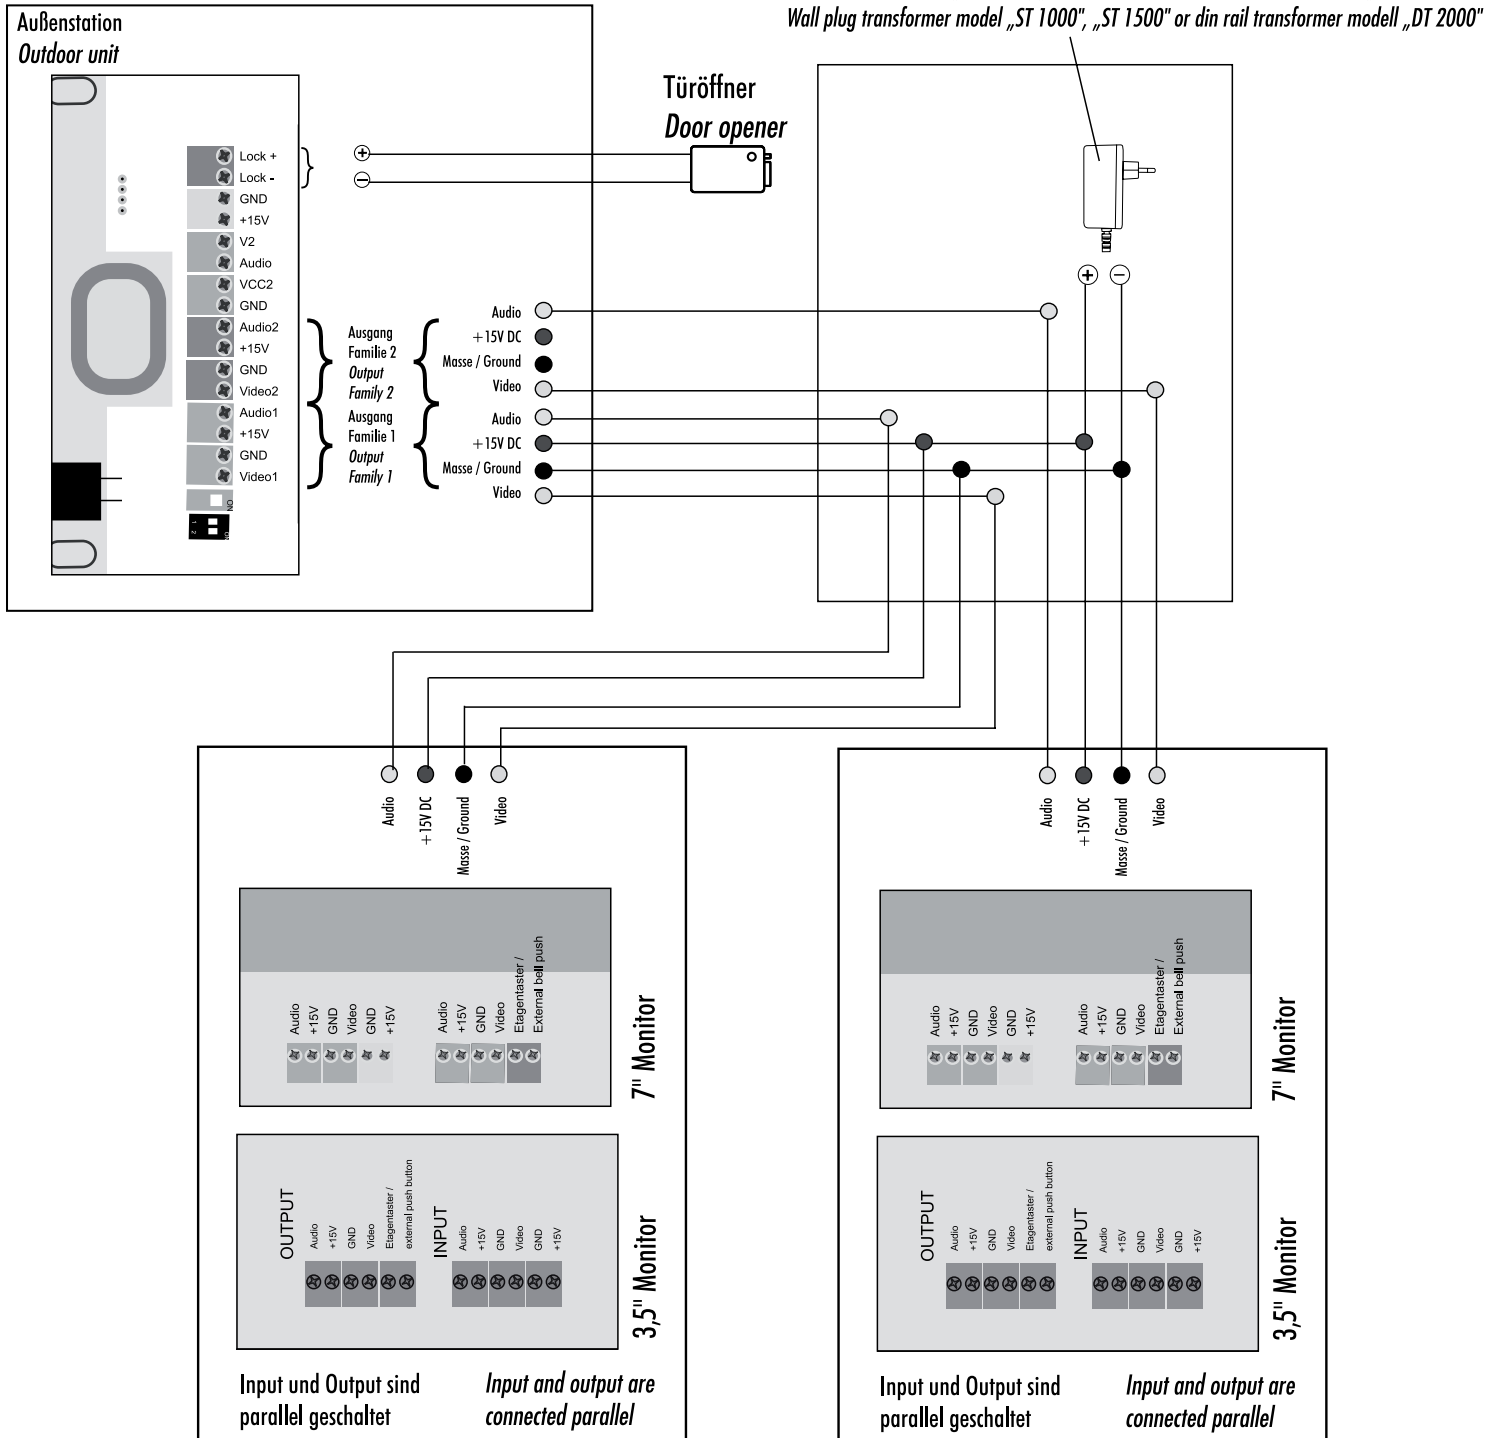 Außenstation
Outdoor unit
Wall plug transformer model „ST 1000", „ST 1500" or din rail transformer modell „DT 2000"
Türöffner
Door opener
Lock +
Lock -
GND
+15V
V2
Audio
VCC2
GND
Audio2
+15V
GND
Video2
Audio1
+15V
GND
Video1
ON
1 2
+
−
+ −
Ausgang
Familie 2
Output
Family 2
Ausgang
Familie 1
Output
Family 1
Audio
+15V DC
Masse / Ground
Video
Audio
+15V DC
Masse / Ground
Video
Audio
+15V DC
Masse / Ground
Video
Audio
+15V
GND
Video
GND
+15V
Audio
+15V
GND
Video
Etagentaster /
External bell push
7" Monitor
OUTPUT
Audio
+15V
GND
Video
Etagentaster /
external push button
INPUT
Audio
+15V
GND
Video
GND
+15V
3,5" Monitor
Input und Output sind
parallel geschaltet
Input and output are
connected parallel
Audio
+15V DC
Masse / Ground
Video
Audio
+15V
GND
Video
GND
+15V
Audio
+15V
GND
Video
Etagentaster /
External bell push
7" Monitor
OUTPUT
Audio
+15V
GND
Video
Etagentaster /
external push button
INPUT
Audio
+15V
GND
Video
GND
+15V
3,5" Monitor
Input und Output sind
parallel geschaltet
Input and output are
connected parallel